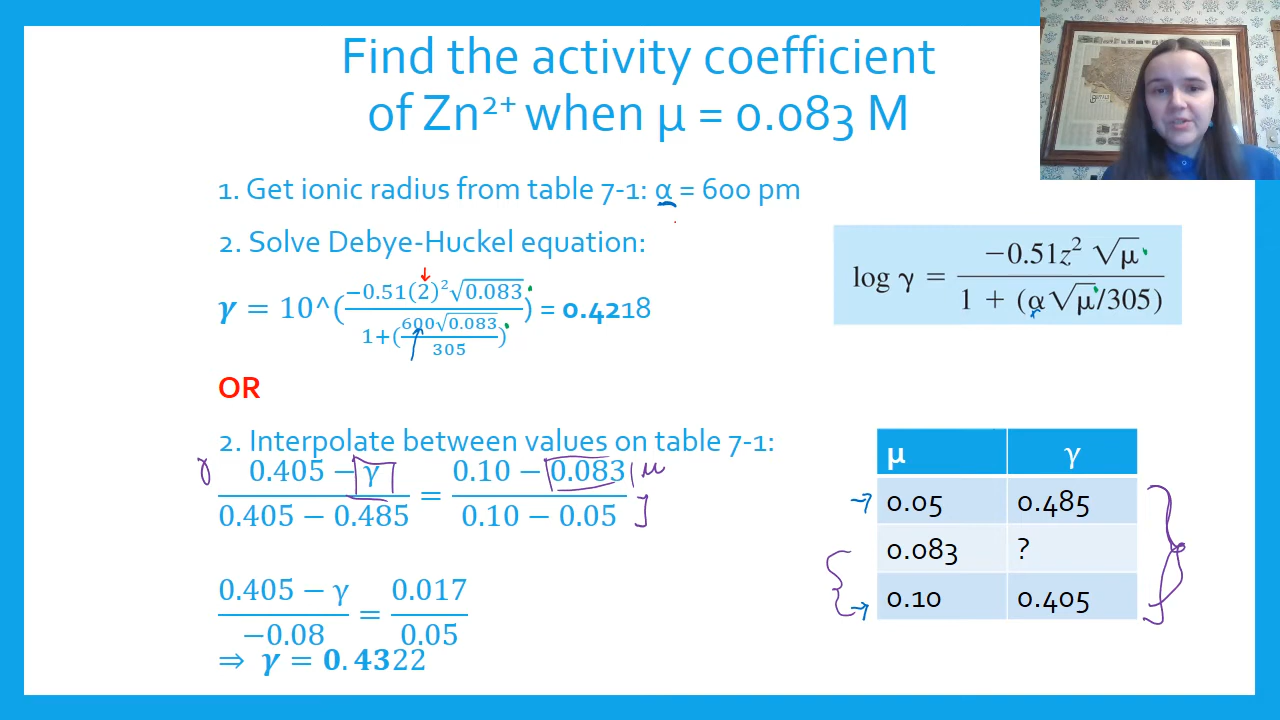 Find the activity coefficient
of Zn²⁺ when μ = 0.083 M
1. Get ionic radius from table 7-1: α = 600 pm
2. Solve Debye-Huckel equation:
γ = 10^(−0.51(2)²√0.083 / 1+(600√0.083 / 305)) = 0.4218
log γ = −0.51z² √μ / 1 + (α√μ/305)
OR
2. Interpolate between values on table 7-1:
γ 0.405 − γ / 0.405 − 0.485 = 0.10 − 0.083 / 0.10 − 0.05 μ
0.405 − γ / −0.08 = 0.017 / 0.05
⇒ γ = 0.4322
μ γ
0.05 0.485
0.083 ?
0.10 0.405